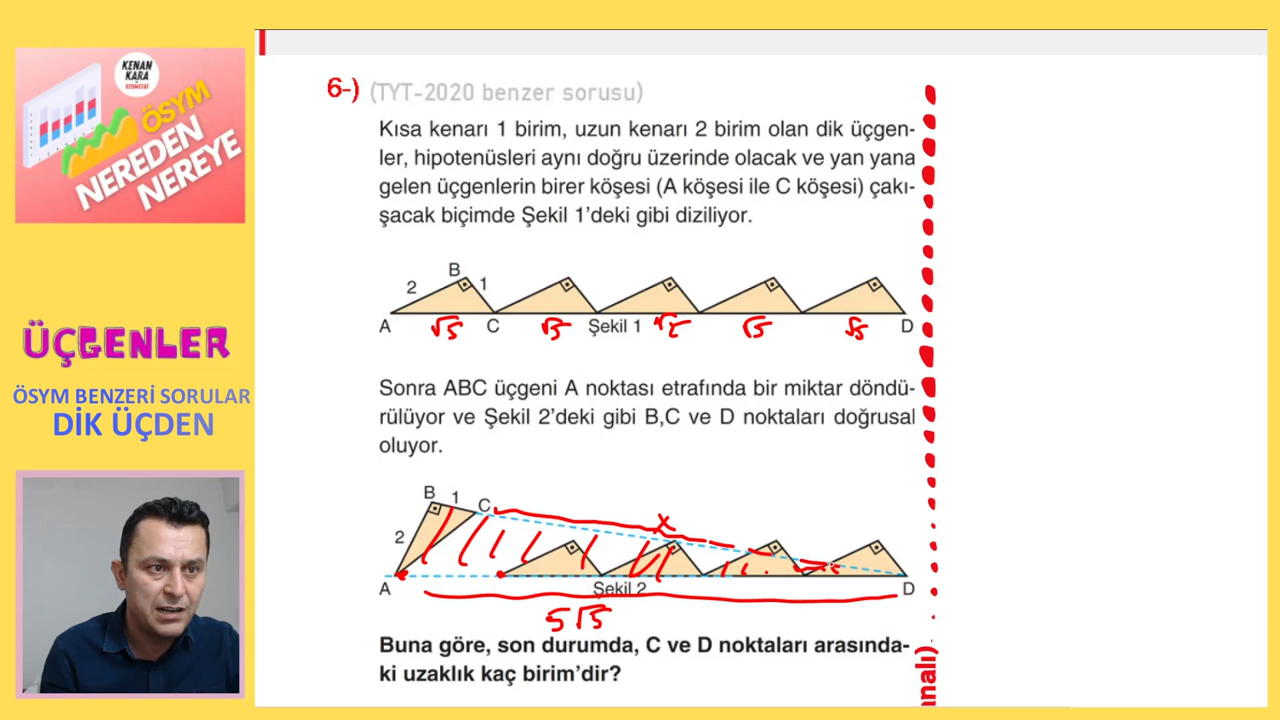 KENAN
KARA
ÖSYM
NEREDEN
NEREYE
ÜÇGENLER
ÖSYM BENZERİ SORULAR
DİK ÜÇDEN
6-) (TYT-2020 benzer sorusu)
Kısa kenarı 1 birim, uzun kenarı 2 birim olan dik üçgen-
ler, hipotenüsleri aynı doğru üzerinde olacak ve yan yana
gelen üçgenlerin birer köşesi (A köşesi ile C köşesi) çakı-
şacak biçimde Şekil 1'deki gibi diziliyor.
B
2 1
A C Şekil 1 D
√5 √5 √5 √5 √5
Sonra ABC üçgeni A noktası etrafında bir miktar döndü-
rülüyor ve Şekil 2'deki gibi B,C ve D noktaları doğrusal
oluyor.
B 1 C
x
2
A Şekil 2 D
5√5
Buna göre, son durumda, C ve D noktaları arasında-
ki uzaklık kaç birim'dir?
nalı)